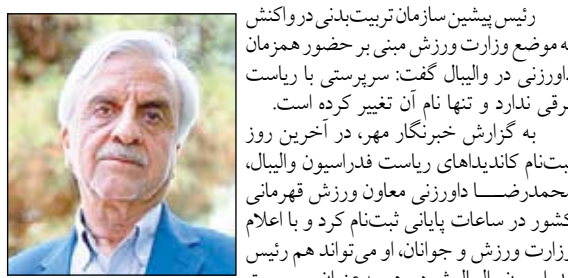 رئیس پیشین سازمان تربیت‌بدنی در واکنش
به موضع وزارت ورزش مبنی بر حضور همزمان
داورزنی در والیبال گفت: سرپرستی با ریاست
فرقی ندارد و تنها نام آن تغییر کرده است.
به گزارش خبرنگار مهر، در آخرین روز
ثبت‌نام کاندیداهای ریاست فدراسیون والیبال،
محمدرضا داورزنی معاون ورزش قهرمانی
کشور در ساعات پایانی ثبت‌نام کرد و با اعلام
وزارت ورزش و جوانان، او می‌تواند هم رئیس